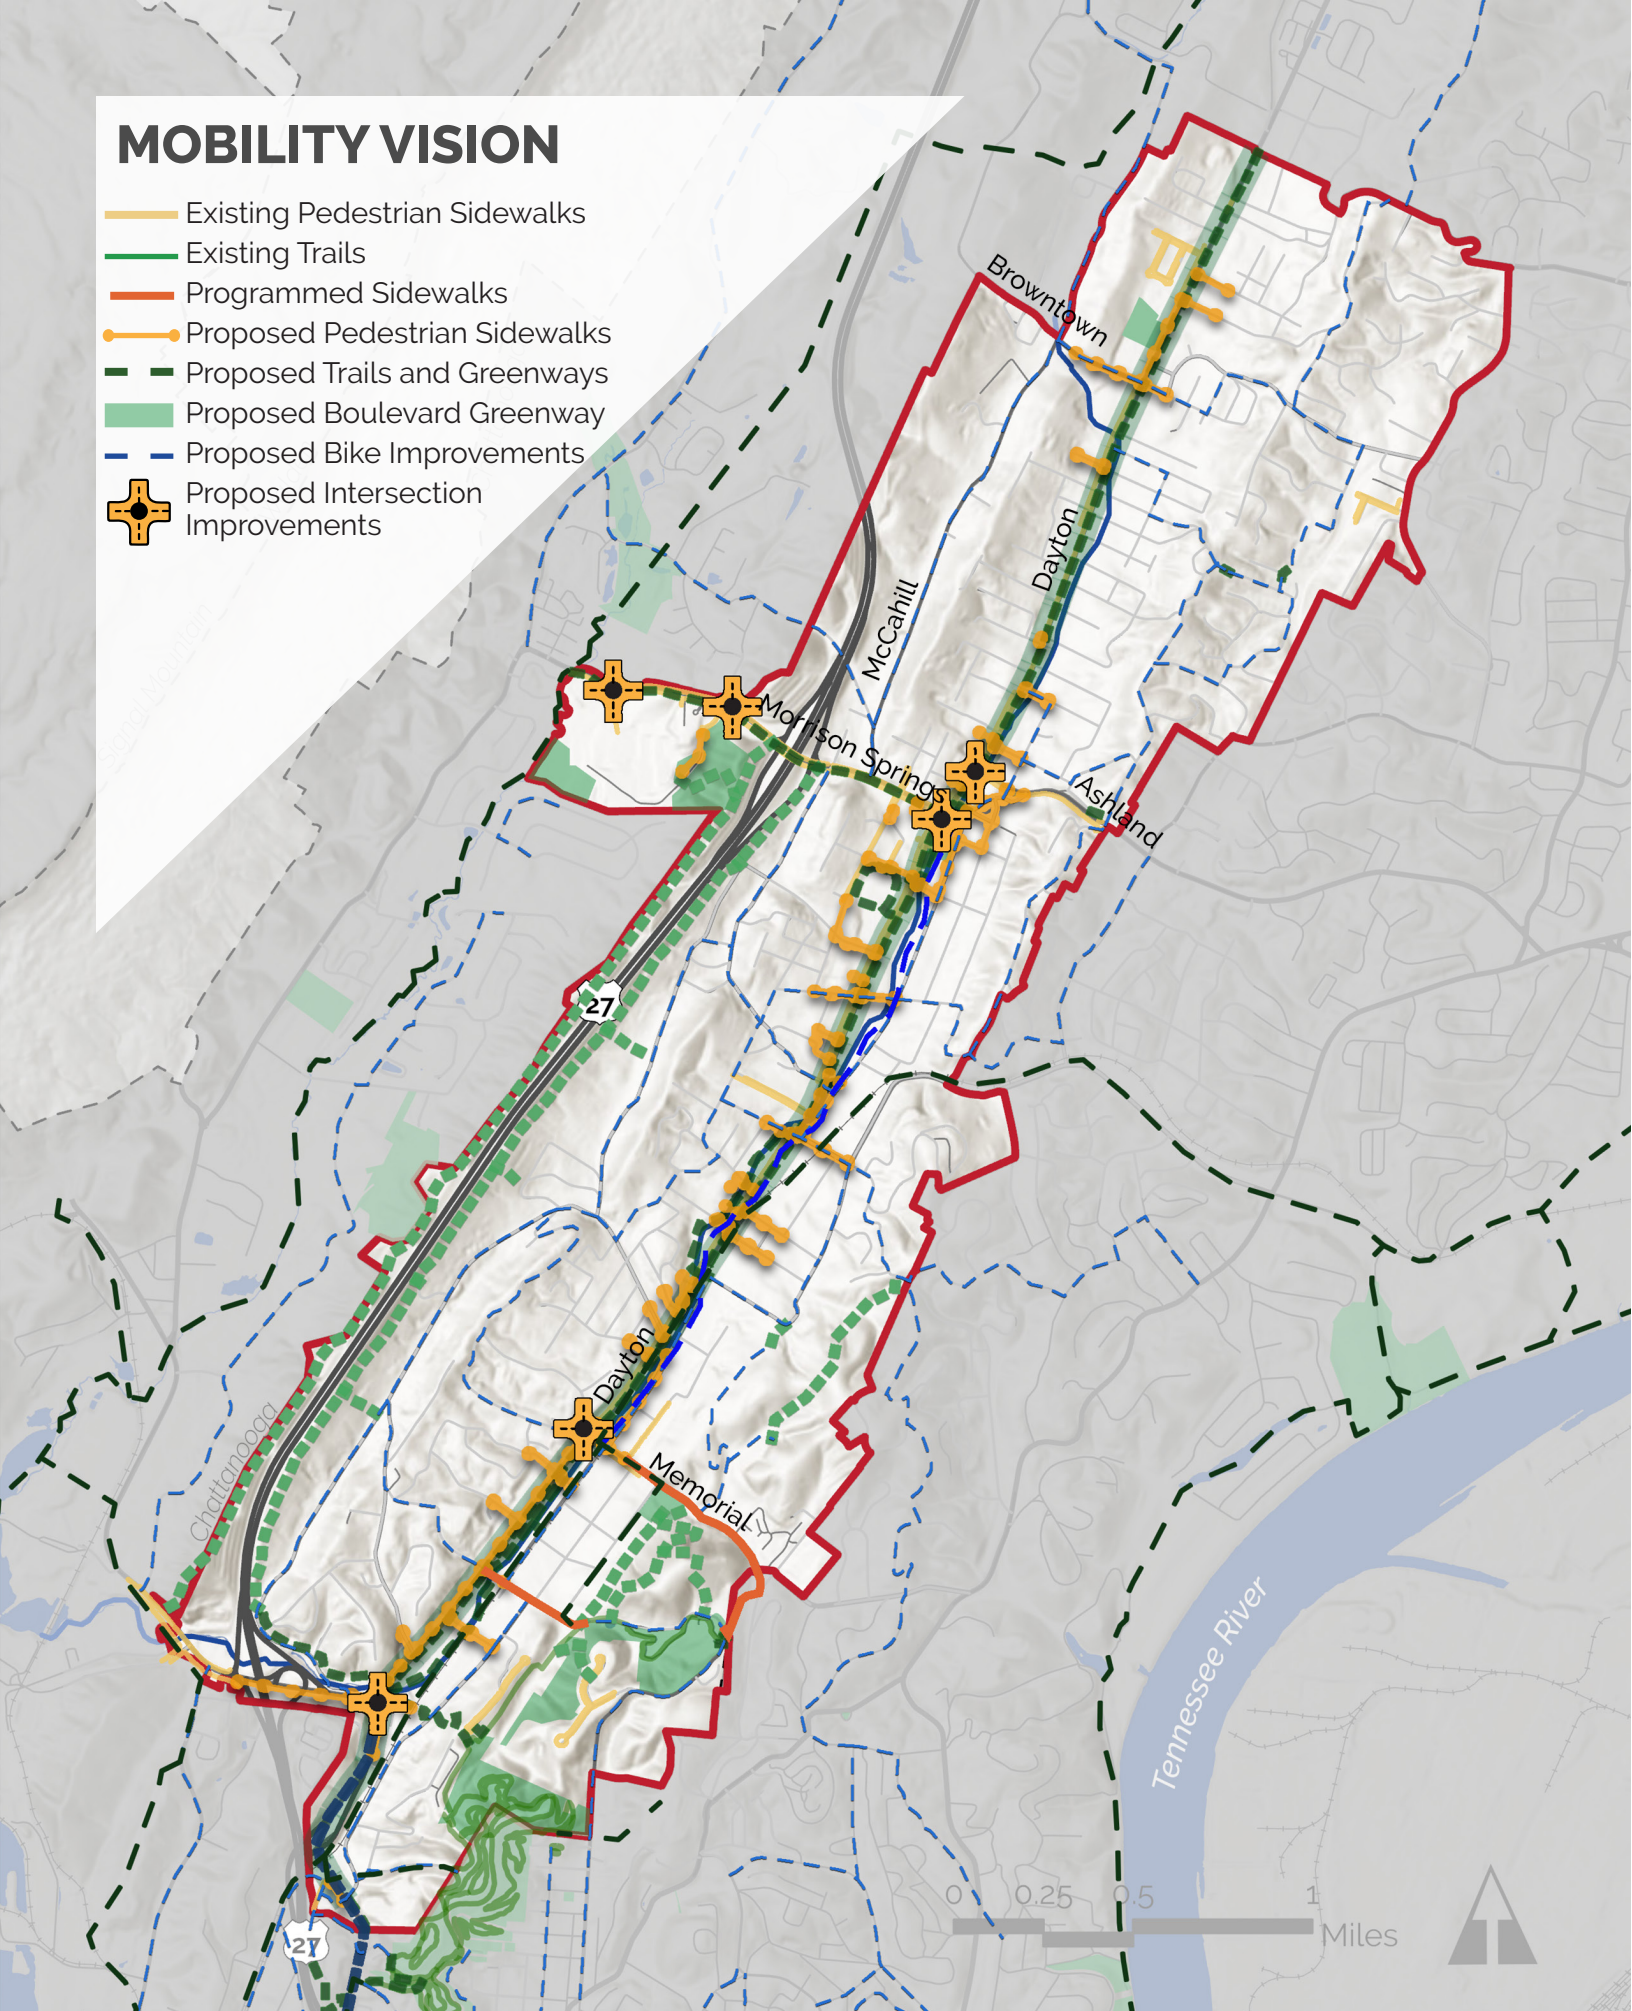 MOBILITY VISION
Existing Pedestrian Sidewalks
Existing Trails
Programmed Sidewalks
Proposed Pedestrian Sidewalks
Proposed Trails and Greenways
Proposed Boulevard Greenway
Proposed Bike Improvements
Proposed Intersection
Improvements
Browntown
Dayton
McCahill
Signal Mountain
Morrison Springs
Ashland
27
Dayton
Chattanooga
Memorial
Tennessee River
0 0.25 0.5 1
Miles
27